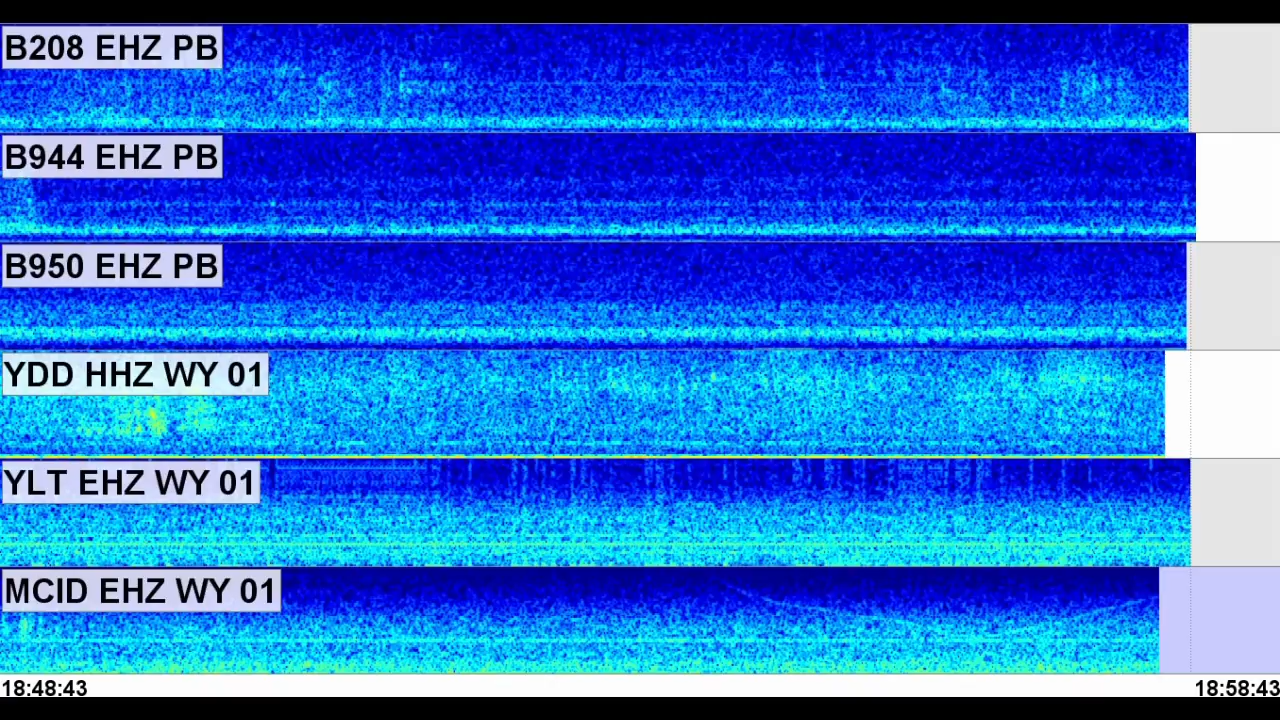 B208 EHZ PB
B944 EHZ PB
B950 EHZ PB
YDD HHZ WY 01
YLT EHZ WY 01
MCID EHZ WY 01
18:48:43 18:58:43